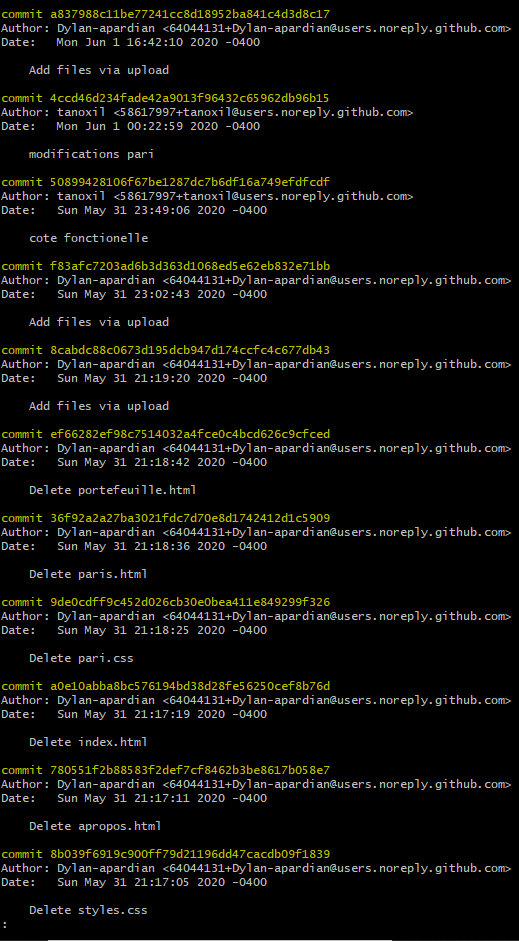 commit a837988c11be77241cc8d18952ba841c4d3d8c17
Author: Dylan-apardian <64044131+Dylan-apardian@users.noreply.github.com>
Date:   Mon Jun 1 16:42:10 2020 -0400
Add files via upload
commit 4ccd46d234fade42a9013f96432c65962db96b15
Author: tanoxil <58617997+tanoxil@users.noreply.github.com>
Date:   Mon Jun 1 00:22:59 2020 -0400
modifications pari
commit 50899428106f67be1287dc7b6df16a749efdfcdf
Author: tanoxil <58617997+tanoxil@users.noreply.github.com>
Date:   Sun May 31 23:49:06 2020 -0400
cote fonctionelle
commit f83afc7203ad6b3d363d1068ed5e62eb832e71bb
Author: Dylan-apardian <64044131+Dylan-apardian@users.noreply.github.com>
Date:   Sun May 31 23:02:43 2020 -0400
Add files via upload
commit 8cabdc88c0673d195dcb947d174ccfc4c677db43
Author: Dylan-apardian <64044131+Dylan-apardian@users.noreply.github.com>
Date:   Sun May 31 21:19:20 2020 -0400
Add files via upload
commit ef66282ef98c7514032a4fce0c4bcd626c9cfced
Author: Dylan-apardian <64044131+Dylan-apardian@users.noreply.github.com>
Date:   Sun May 31 21:18:42 2020 -0400
Delete portefeuille.html
commit 36f92a2a27ba3021fdc7d70e8d1742412d1c5909
Author: Dylan-apardian <64044131+Dylan-apardian@users.noreply.github.com>
Date:   Sun May 31 21:18:36 2020 -0400
Delete paris.html
commit 9de0cdff9c452d026cb30e0bea411e849299f326
Author: Dylan-apardian <64044131+Dylan-apardian@users.noreply.github.com>
Date:   Sun May 31 21:18:25 2020 -0400
Delete pari.css
commit a0e10abba8bc576194bd38d28fe56250cef8b76d
Author: Dylan-apardian <64044131+Dylan-apardian@users.noreply.github.com>
Date:   Sun May 31 21:17:19 2020 -0400
Delete index.html
commit 780551f2b88583f2def7cf8462b3be8617b058e7
Author: Dylan-apardian <64044131+Dylan-apardian@users.noreply.github.com>
Date:   Sun May 31 21:17:11 2020 -0400
Delete apropos.html
commit 8b039f6919c900ff79d21196dd47cacdb09f1839
Author: Dylan-apardian <64044131+Dylan-apardian@users.noreply.github.com>
Date:   Sun May 31 21:17:05 2020 -0400
Delete styles.css
: